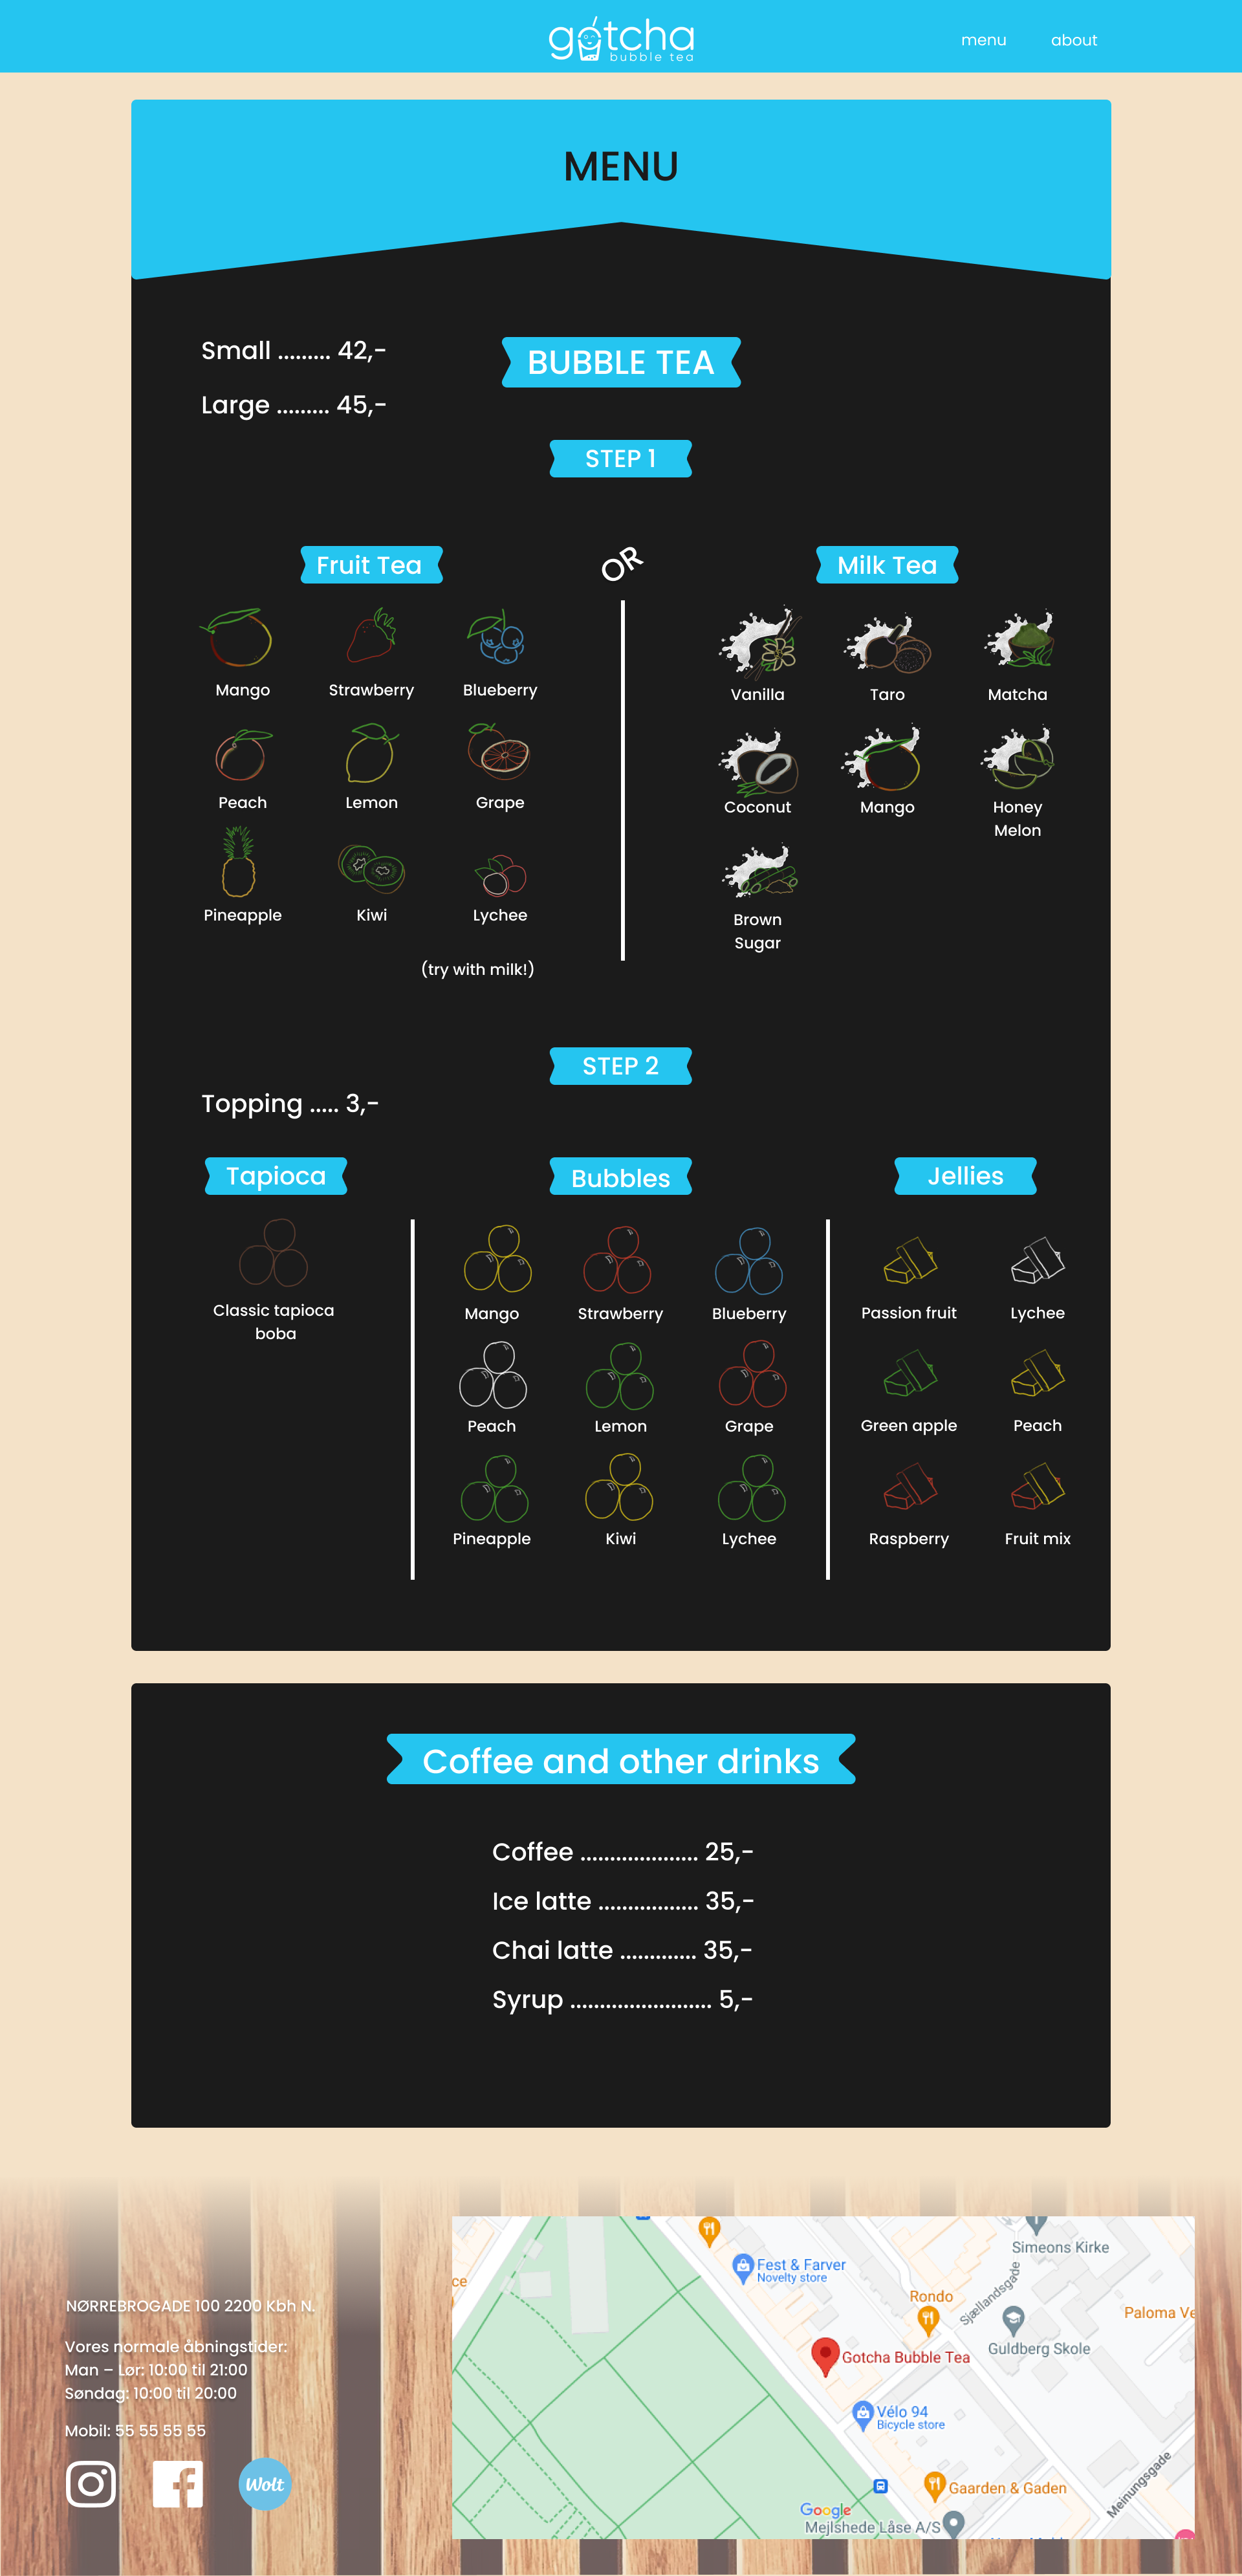 gotcha
bubble tea
menu about
MENU
Small ......... 42,-
BUBBLE TEA
Large ......... 45,-
STEP 1
Fruit Tea
OR
Milk Tea
Mango Strawberry Blueberry
Vanilla Taro Matcha
Peach Lemon Grape
Coconut Mango Honey
Melon
Pineapple Kiwi Lychee
Brown
Sugar
(try with milk!)
STEP 2
Topping ..... 3,-
Tapioca
Bubbles
Jellies
Classic tapioca
boba
Mango Strawberry Blueberry
Passion fruit Lychee
Peach Lemon Grape
Green apple Peach
Pineapple Kiwi Lychee
Raspberry Fruit mix
Coffee and other drinks
Coffee .................... 25,-
Ice latte ................. 35,-
Chai latte ............. 35,-
Syrup ........................ 5,-
NØRREBROGADE 100 2200 Kbh N.
Vores normale åbningstider:
Man – Lør: 10:00 til 21:00
Søndag: 10:00 til 20:00
Mobil: 55 55 55 55
Wolt
Simeons Kirke
Fest & Farver
Novelty store
ce
Rondo
Sjællandsgade
Paloma Ve
Guldberg Skole
Gotcha Bubble Tea
Vélo 94
Bicycle store
Gaarden & Gaden
Meinungsgade
Google
Mejlshede Låse A/S